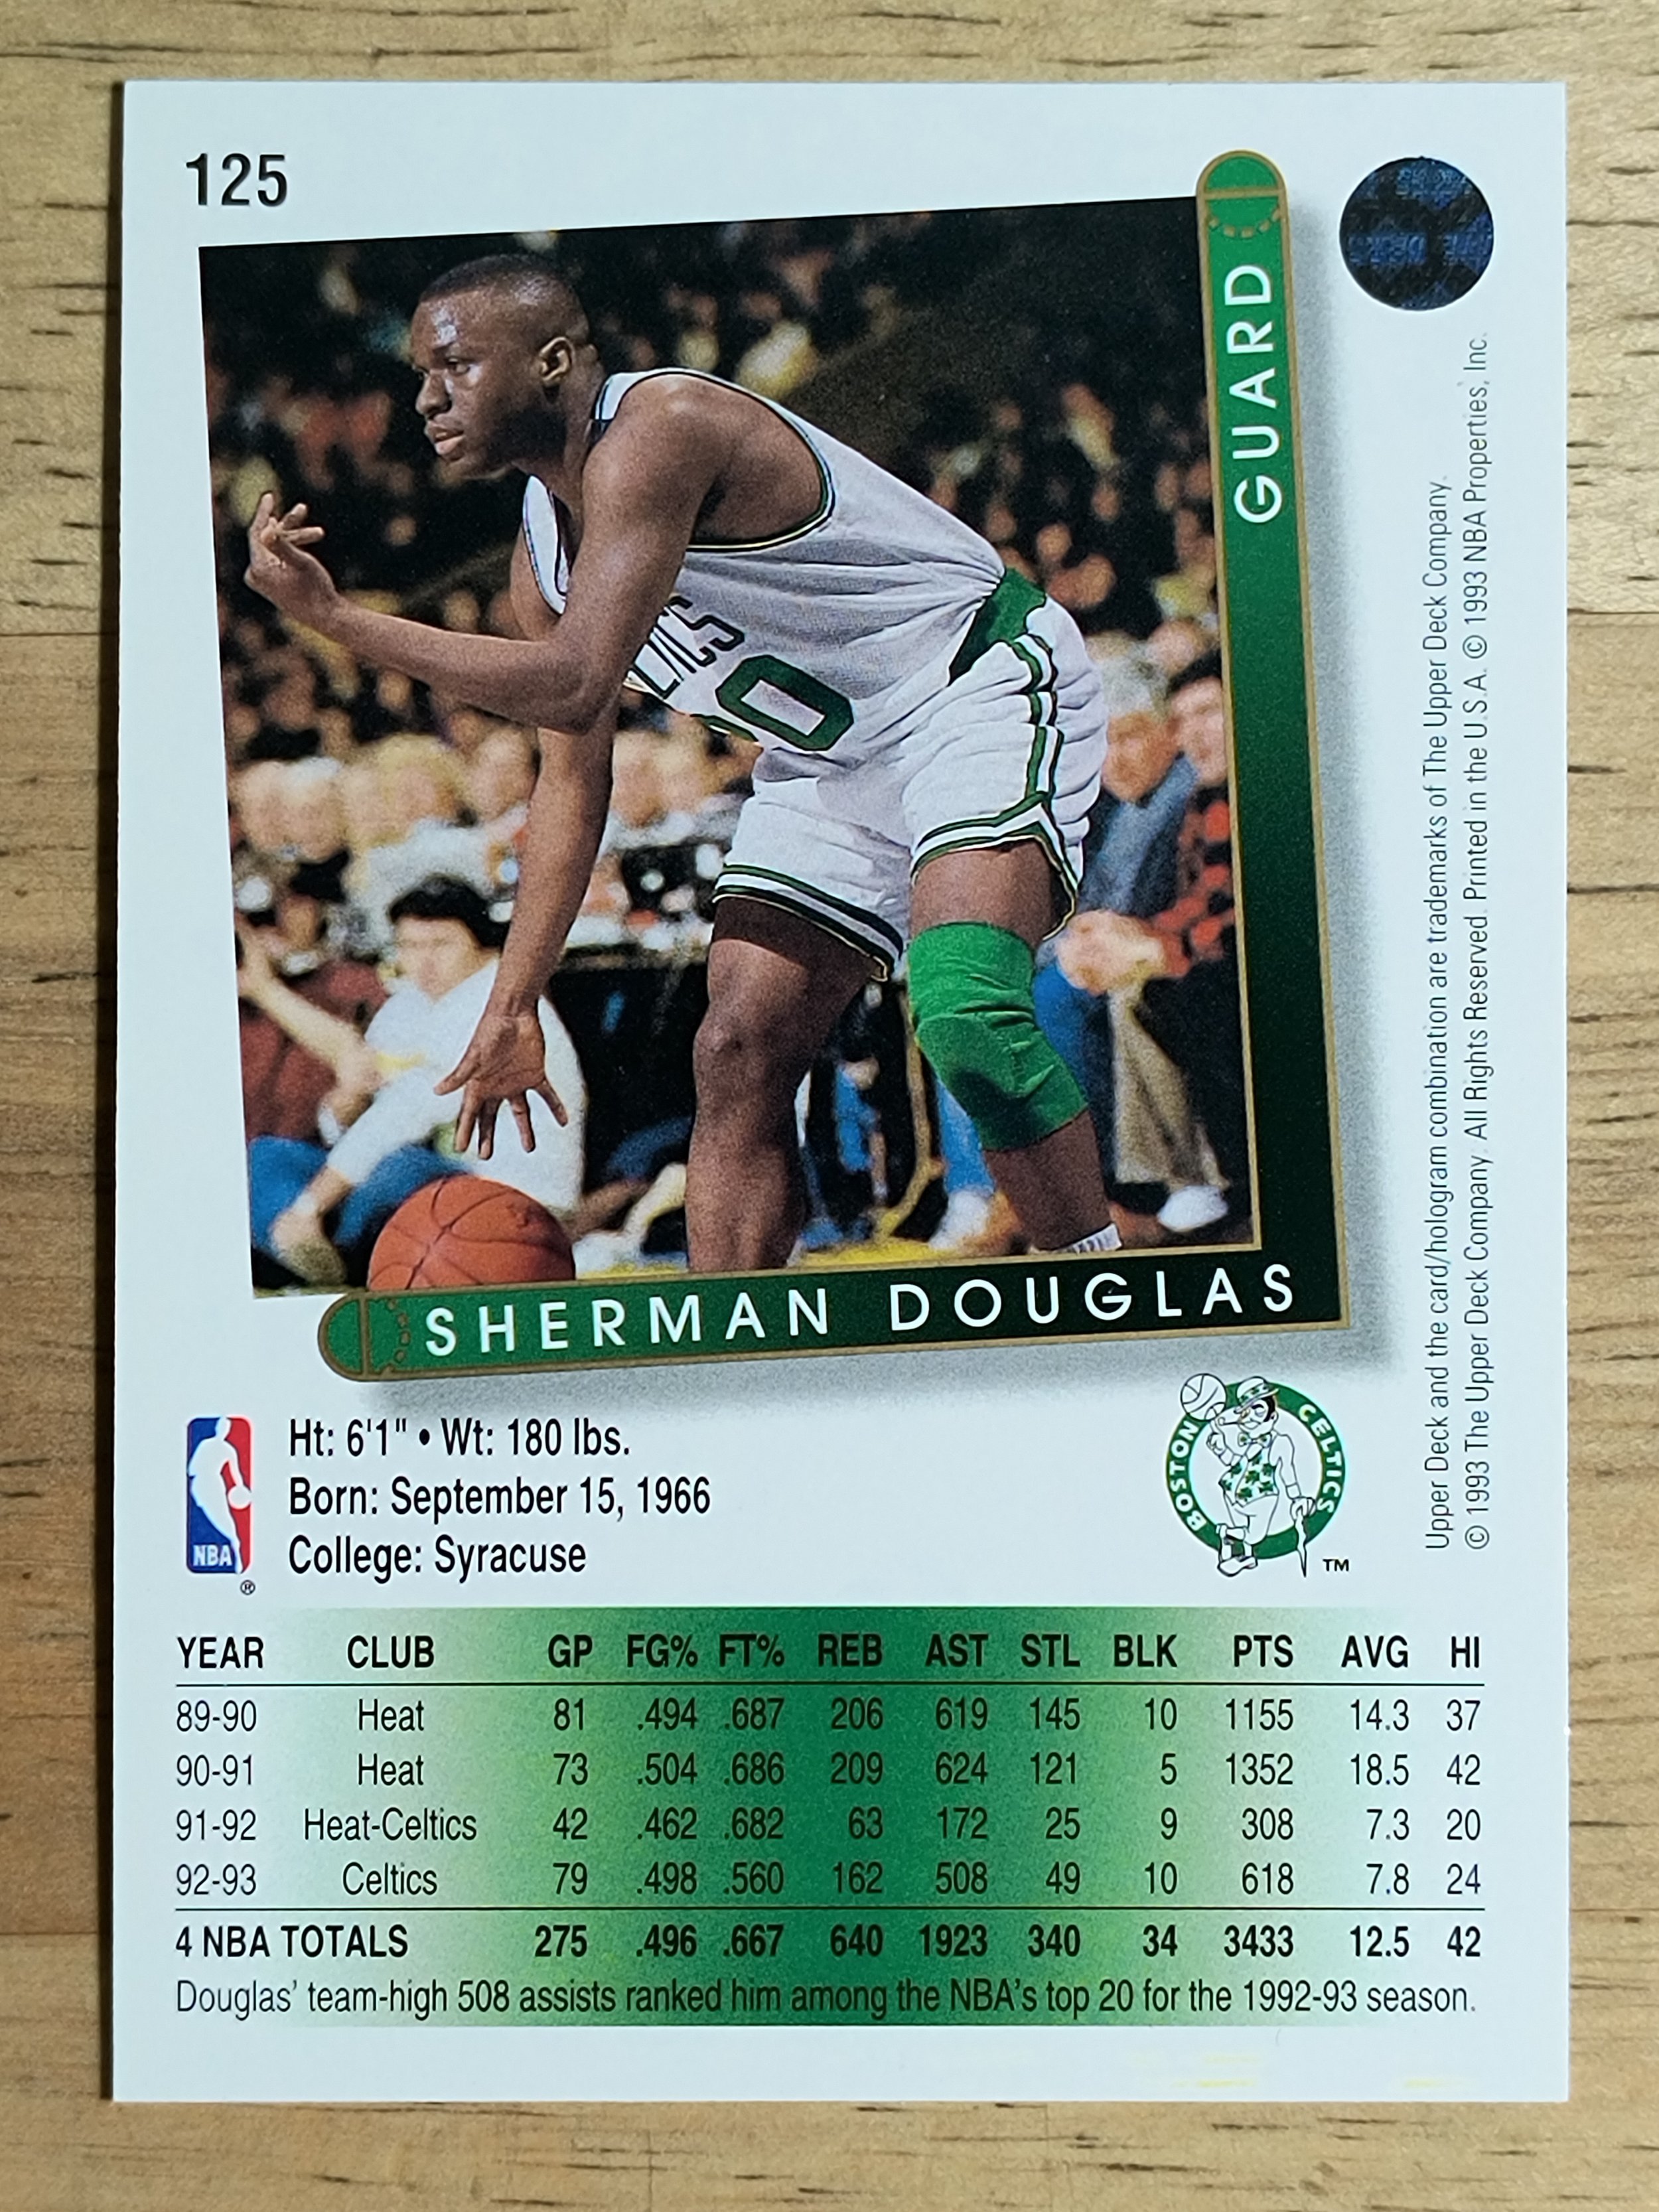 125
GUARD
LTICS
20
SHERMAN DOUGLAS
Upper Deck and the card/hologram combination are trademarks of The Upper Deck Company.
© 1993 The Upper Deck Company. All Rights Reserved. Printed in the U.S.A. © 1993 NBA Properties, Inc.
NBA
®
Ht: 6'1" • Wt: 180 lbs.
Born: September 15, 1966
College: Syracuse
BOSTON CELTICS
TM
YEAR CLUB GP FG% FT% REB AST STL BLK PTS AVG HI
89-90 Heat 81 .494 .687 206 619 145 10 1155 14.3 37
90-91 Heat 73 .504 .686 209 624 121 5 1352 18.5 42
91-92 Heat-Celtics 42 .462 .682 63 172 25 9 308 7.3 20
92-93 Celtics 79 .498 .560 162 508 49 10 618 7.8 24
4 NBA TOTALS 275 .496 .667 640 1923 340 34 3433 12.5 42
Douglas' team-high 508 assists ranked him among the NBA's top 20 for the 1992-93 season.